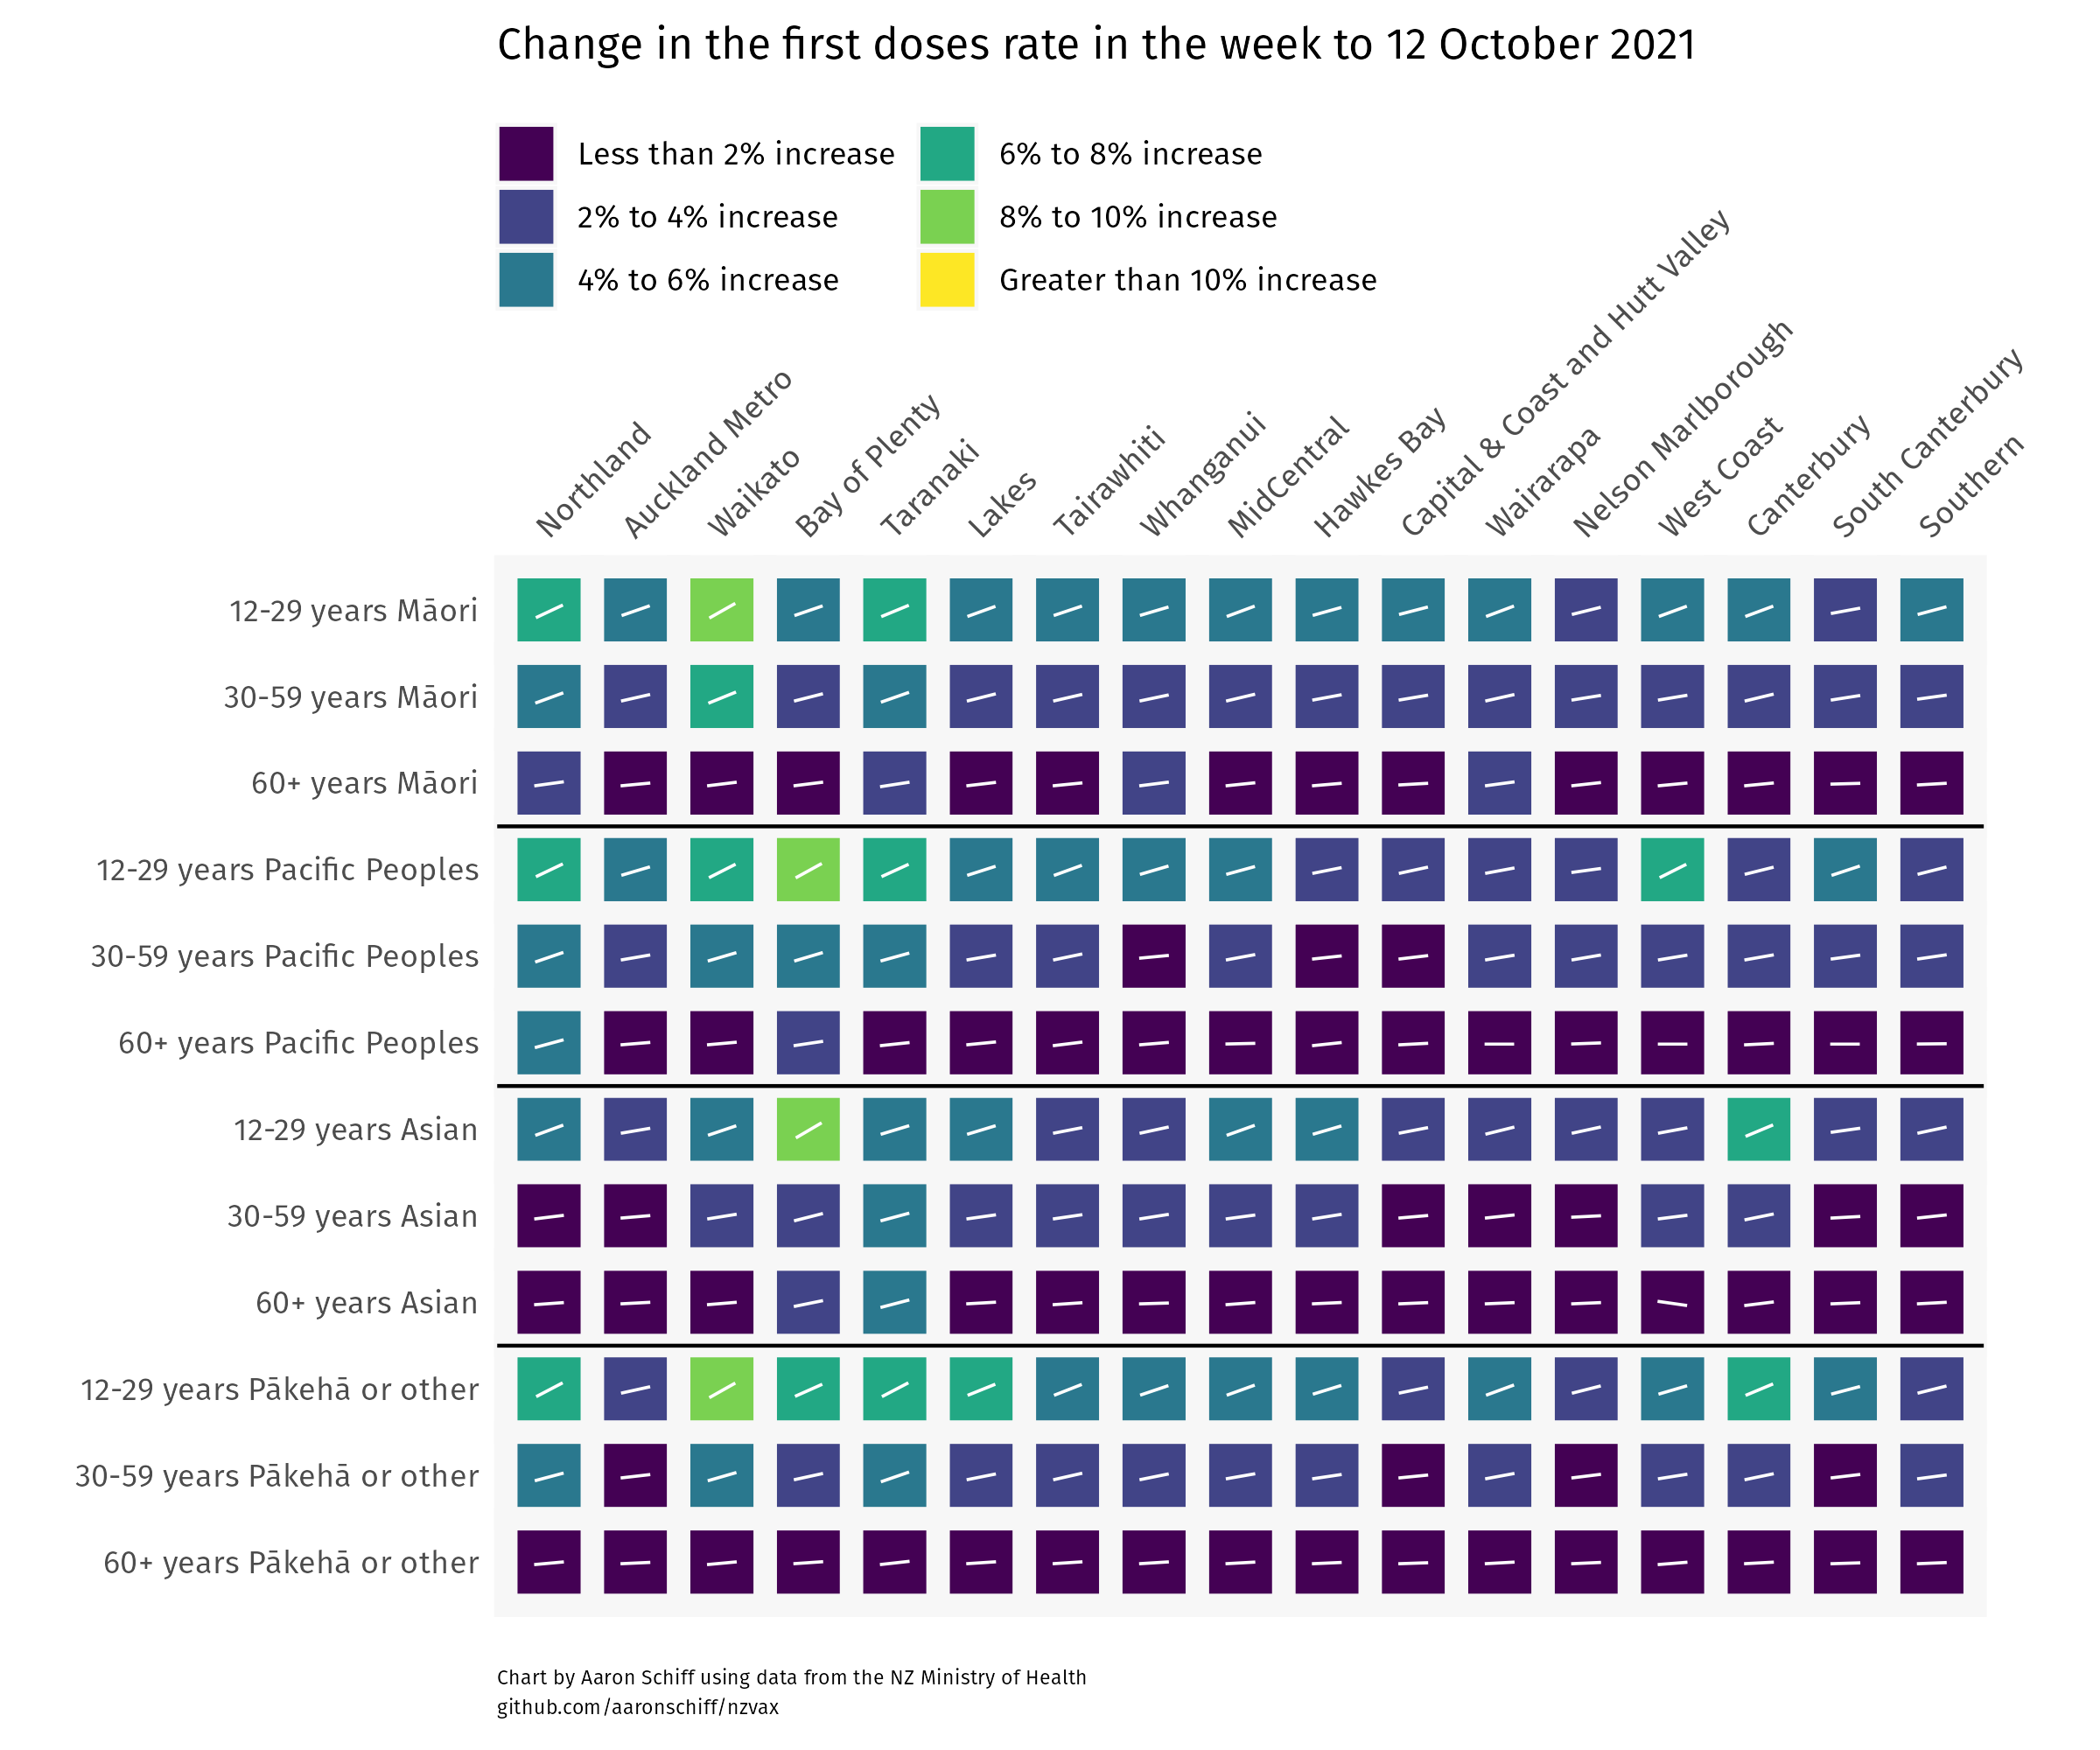 Change in the first doses rate in the week to 12 October 2021
Less than 2% increase
2% to 4% increase
4% to 6% increase
6% to 8% increase
8% to 10% increase
Greater than 10% increase
Northland
Auckland Metro
Waikato
Bay of Plenty
Taranaki
Lakes
Tairawhiti
Whanganui
MidCentral
Hawkes Bay
Capital & Coast and Hutt Valley
Wairarapa
Nelson Marlborough
West Coast
Canterbury
South Canterbury
Southern
12-29 years Māori
30-59 years Māori
60+ years Māori
12-29 years Pacific Peoples
30-59 years Pacific Peoples
60+ years Pacific Peoples
12-29 years Asian
30-59 years Asian
60+ years Asian
12-29 years Pākehā or other
30-59 years Pākehā or other
60+ years Pākehā or other
Chart by Aaron Schiff using data from the NZ Ministry of Health
github.com/aaronschiff/nzvax